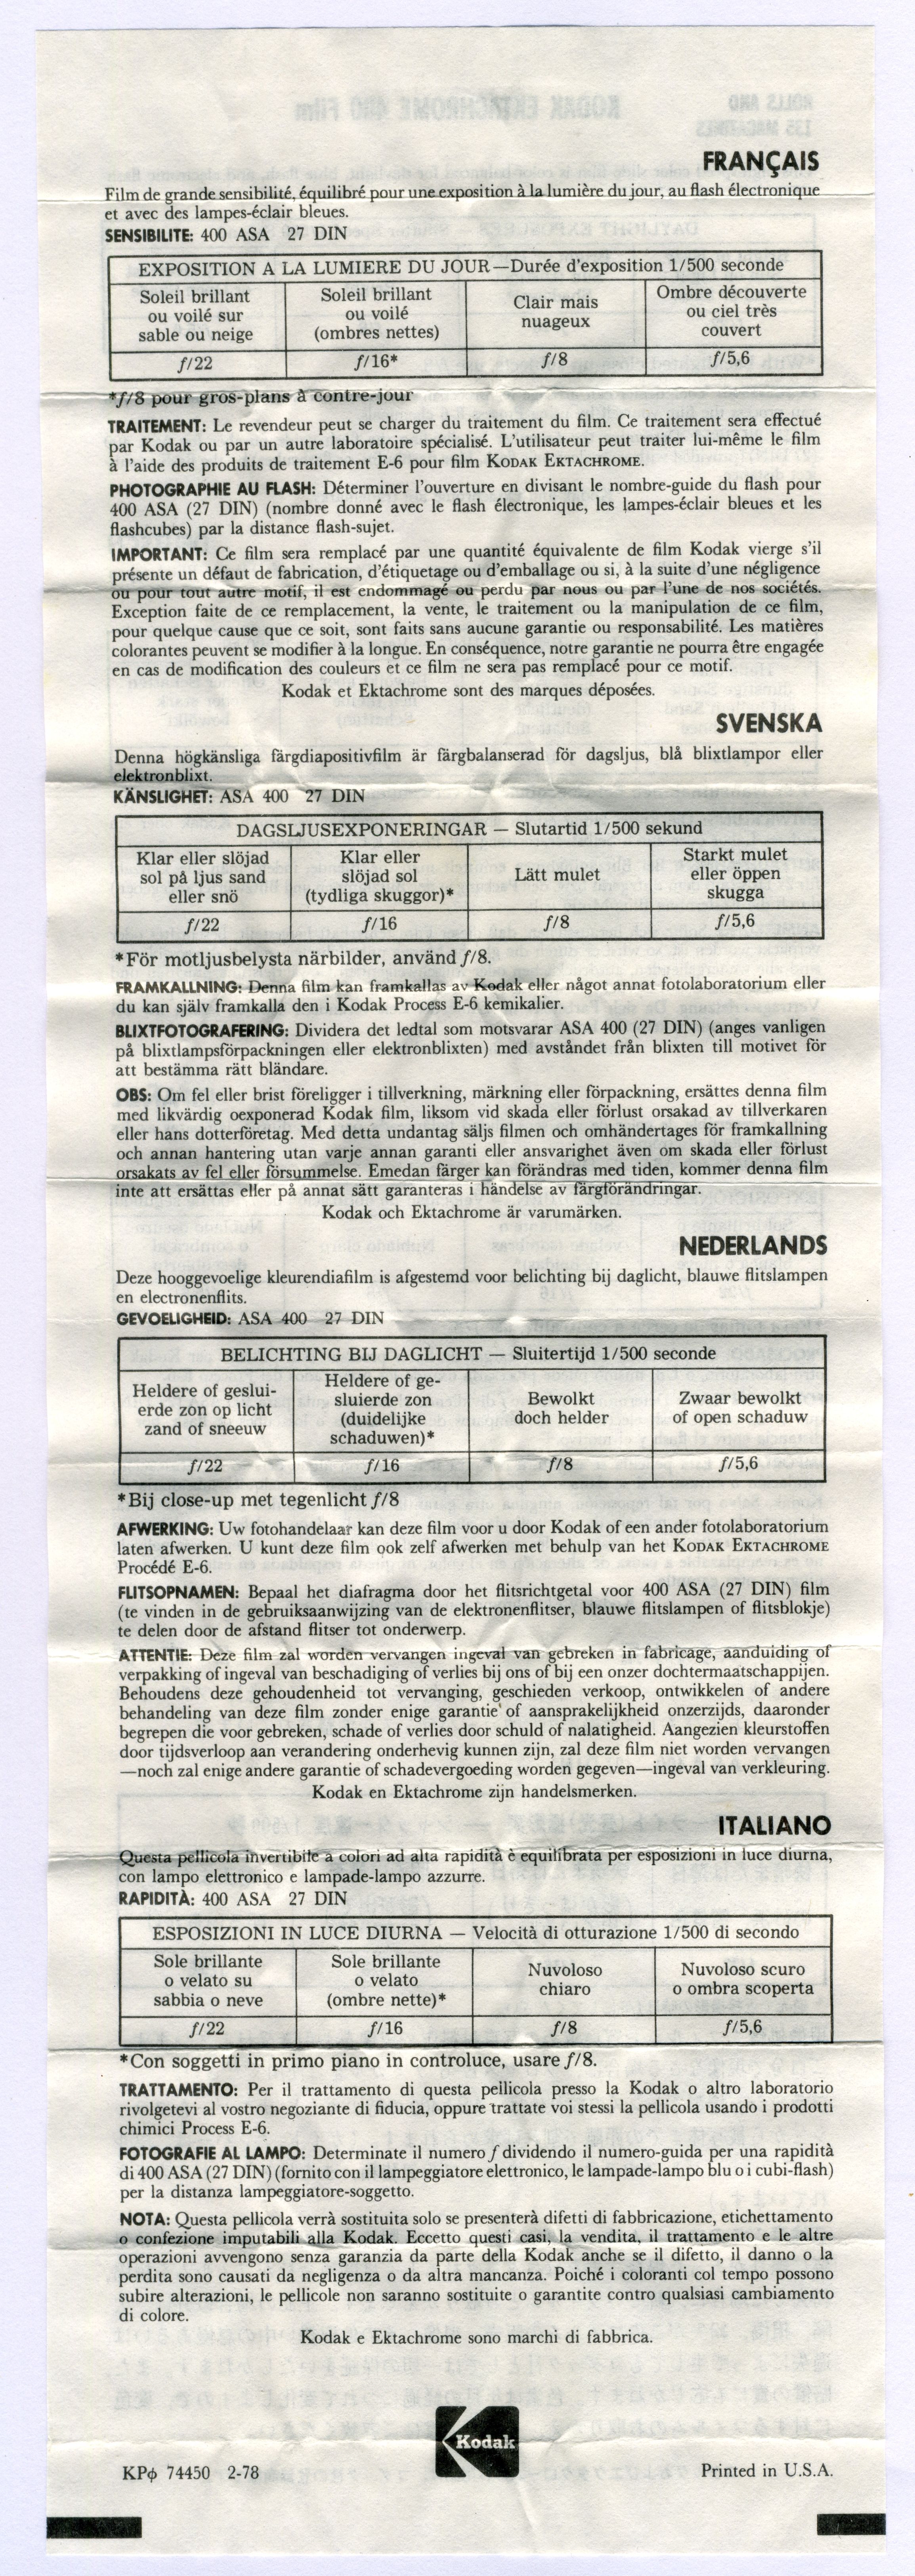 FRANÇAIS
Film de grande sensibilité, équilibré pour une exposition à la lumière du jour, au flash électronique
et avec des lampes-éclair bleues.
SENSIBILITE: 400 ASA 27 DIN
EXPOSITION A LA LUMIERE DU JOUR—Durée d'exposition 1/500 seconde
Soleil brillant
ou voilé sur
sable ou neige
Soleil brillant
ou voilé
(ombres nettes)
Clair mais
nuageux
Ombre découverte
ou ciel très
couvert
f/22
f/16*
f/8
f/5,6
*f/8 pour gros-plans à contre-jour
TRAITEMENT: Le revendeur peut se charger du traitement du film. Ce traitement sera effectué
par Kodak ou par un autre laboratoire spécialisé. L'utilisateur peut traiter lui-même le film
à l'aide des produits de traitement E-6 pour film KODAK EKTACHROME.
PHOTOGRAPHIE AU FLASH: Déterminer l'ouverture en divisant le nombre-guide du flash pour
400 ASA (27 DIN) (nombre donné avec le flash électronique, les lampes-éclair bleues et les
flashcubes) par la distance flash-sujet.
IMPORTANT: Ce film sera remplacé par une quantité équivalente de film Kodak vierge s'il
présente un défaut de fabrication, d'étiquetage ou d'emballage ou si, à la suite d'une négligence
ou pour tout autre motif, il est endommagé ou perdu par nous ou par l'une de nos sociétés.
Exception faite de ce remplacement, la vente, le traitement ou la manipulation de ce film,
pour quelque cause que ce soit, sont faits sans aucune garantie ou responsabilité. Les matières
colorantes peuvent se modifier à la longue. En conséquence, notre garantie ne pourra être engagée
en cas de modification des couleurs et ce film ne sera pas remplacé pour ce motif.
Kodak et Ektachrome sont des marques déposées.
SVENSKA
Denna högkänsliga färgdiapositivfilm är färgbalanserad för dagsljus, blå blixtlampor eller
elektronblixt.
KÄNSLIGHET: ASA 400 27 DIN
DAGSLJUSEXPONERINGAR — Slutartid 1/500 sekund
Klar eller slöjad
sol på ljus sand
eller snö
Klar eller
slöjad sol
(tydliga skuggor)*
Lätt mulet
Starkt mulet
eller öppen
skugga
f/22
f/16
f/8
f/5,6
*För motljusbelysta närbilder, använd f/8.
FRAMKALLNING: Denna film kan framkallas av Kodak eller något annat fotolaboratorium eller
du kan själv framkalla den i Kodak Process E-6 kemikalier.
BLIXTFOTOGRAFERING: Dividera det ledtal som motsvarar ASA 400 (27 DIN) (anges vanligen
på blixtlampsförpackningen eller elektronblixten) med avståndet från blixten till motivet för
att bestämma rätt bländare.
OBS: Om fel eller brist föreligger i tillverkning, märkning eller förpackning, ersättes denna film
med likvärdig oexponerad Kodak film, liksom vid skada eller förlust orsakad av tillverkaren
eller hans dotterföretag. Med detta undantag säljs filmen och omhändertages för framkallning
och annan hantering utan varje annan garanti eller ansvarighet även om skada eller förlust
orsakats av fel eller försummelse. Emedan färger kan förändras med tiden, kommer denna film
inte att ersättas eller på annat sätt garanteras i händelse av färgförändringar.
Kodak och Ektachrome är varumärken.
NEDERLANDS
Deze hooggevoelige kleurendiafilm is afgestemd voor belichting bij daglicht, blauwe flitslampen
en electronenflits.
GEVOELIGHEID: ASA 400 27 DIN
BELICHTING BIJ DAGLICHT — Sluitertijd 1/500 seconde
Heldere of geslui-
erde zon op licht
zand of sneeuw
Heldere of ge-
sluierde zon
(duidelijke
schaduwen)*
Bewolkt
doch helder
Zwaar bewolkt
of open schaduw
f/22
f/16
f/8
f/5,6
*Bij close-up met tegenlicht f/8
AFWERKING: Uw fotohandelaar kan deze film voor u door Kodak of een ander fotolaboratorium
laten afwerken. U kunt deze film ook zelf afwerken met behulp van het KODAK EKTACHROME
Procédé E-6.
FLITSOPNAMEN: Bepaal het diafragma door het flitsrichtgetal voor 400 ASA (27 DIN) film
(te vinden in de gebruiksaanwijzing van de elektronenflitser, blauwe flitslampen of flitsblokje)
te delen door de afstand flitser tot onderwerp.
ATTENTIE: Deze film zal worden vervangen ingeval van gebreken in fabricage, aanduiding of
verpakking of ingeval van beschadiging of verlies bij ons of bij een onzer dochtermaatschappijen.
Behoudens deze gehoudenheid tot vervanging, geschieden verkoop, ontwikkelen of andere
behandeling van deze film zonder enige garantie of aansprakelijkheid onzerzijds, daaronder
begrepen die voor gebreken, schade of verlies door schuld of nalatigheid. Aangezien kleurstoffen
door tijdsverloop aan verandering onderhevig kunnen zijn, zal deze film niet worden vervangen
—noch zal enige andere garantie of schadevergoeding worden gegeven—ingeval van verkleuring.
Kodak en Ektachrome zijn handelsmerken.
ITALIANO
Questa pellicola invertibile a colori ad alta rapidità è equilibrata per esposizioni in luce diurna,
con lampo elettronico e lampade-lampo azzurre.
RAPIDITÀ: 400 ASA 27 DIN
ESPOSIZIONI IN LUCE DIURNA — Velocità di otturazione 1/500 di secondo
Sole brillante
o velato su
sabbia o neve
Sole brillante
o velato
(ombre nette)*
Nuvoloso
chiaro
Nuvoloso scuro
o ombra scoperta
f/22
f/16
f/8
f/5,6
*Con soggetti in primo piano in controluce, usare f/8.
TRATTAMENTO: Per il trattamento di questa pellicola presso la Kodak o altro laboratorio
rivolgetevi al vostro negoziante di fiducia, oppure trattate voi stessi la pellicola usando i prodotti
chimici Process E-6.
FOTOGRAFIE AL LAMPO: Determinate il numero f dividendo il numero-guida per una rapidità
di 400 ASA (27 DIN) (fornito con il lampeggiatore elettronico, le lampade-lampo blu o i cubi-flash)
per la distanza lampeggiatore-soggetto.
NOTA: Questa pellicola verrà sostituita solo se presenterà difetti di fabbricazione, etichettamento
o confezione imputabili alla Kodak. Eccetto questi casi, la vendita, il trattamento e le altre
operazioni avvengono senza garanzia da parte della Kodak anche se il difetto, il danno o la
perdita sono causati da negligenza o da altra mancanza. Poiché i coloranti col tempo possono
subire alterazioni, le pellicole non saranno sostituite o garantite contro qualsiasi cambiamento
di colore.
Kodak e Ektachrome sono marchi di fabbrica.
Kodak
KPϕ 74450 2-78
Printed in U.S.A.